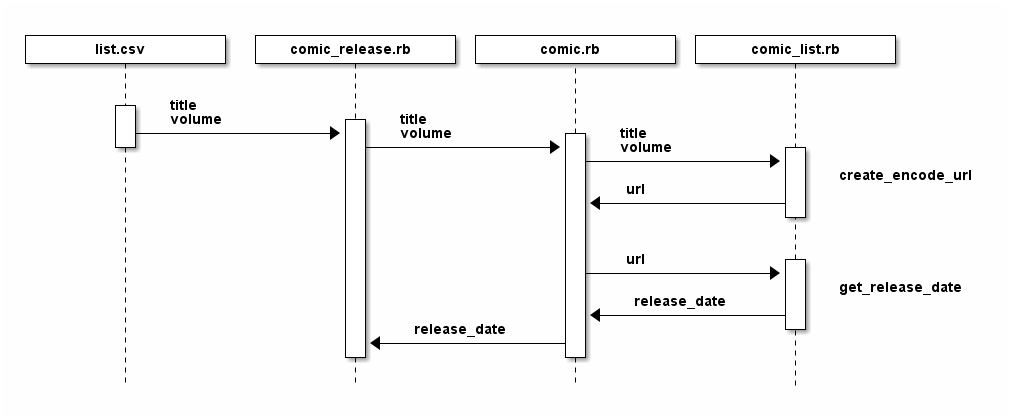 list.csv
comic_release.rb
comic.rb
comic_list.rb
title
volume
title
volume
title
volume
create_encode_url
url
url
get_release_date
release_date
release_date